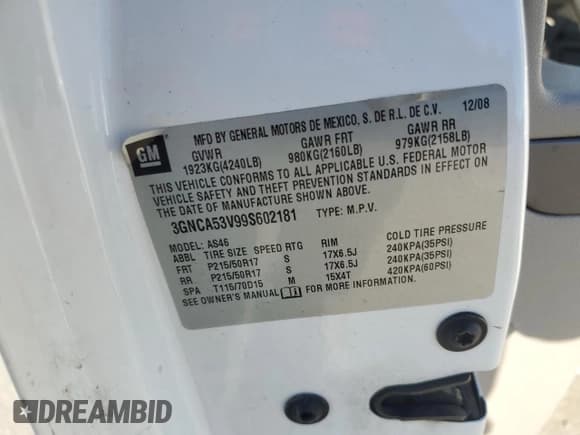 MFD BY GENERAL MOTORS DE MEXICO, S. DE R.L. DE C.V. 12/08
GM
GVWR GAWR FRT GAWR RR
1923KG(4240LB) 980KG(2160LB) 979KG(2158LB)
THIS VEHICLE CONFORMS TO ALL APPLICABLE U.S. FEDERAL MOTOR
VEHICLE SAFETY AND THEFT PREVENTION STANDARDS IN EFFECT ON
THE DATE OF MANUFACTURE SHOWN ABOVE.
3GNCA53V99S602181 TYPE: M.P.V.
MODEL: AS46
ABBL TIRE SIZE SPEED RTG RIM COLD TIRE PRESSURE
FRT P215/50R17 S 17X6.5J 240KPA(35PSI)
RR P215/50R17 S 17X6.5J 240KPA(35PSI)
SPA T115/70D15 M 15X4T 420KPA(60PSI)
SEE OWNER'S MANUAL FOR MORE INFORMATION.
DREAMBID